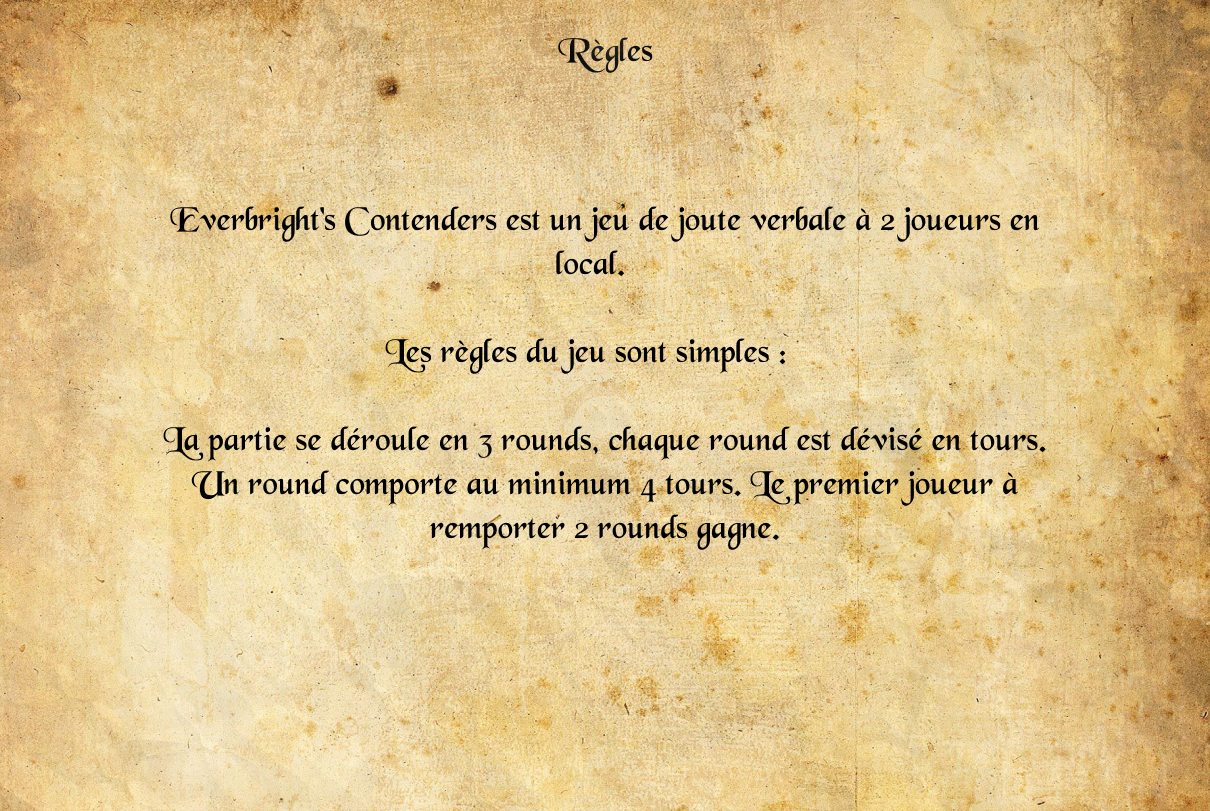 Règles
Everbright's Contenders est un jeu de joute verbale à 2 joueurs en
local.
Les règles du jeu sont simples :
La partie se déroule en 3 rounds, chaque round est dévisé en tours.
Un round comporte au minimum 4 tours. Le premier joueur à
remporter 2 rounds gagne.